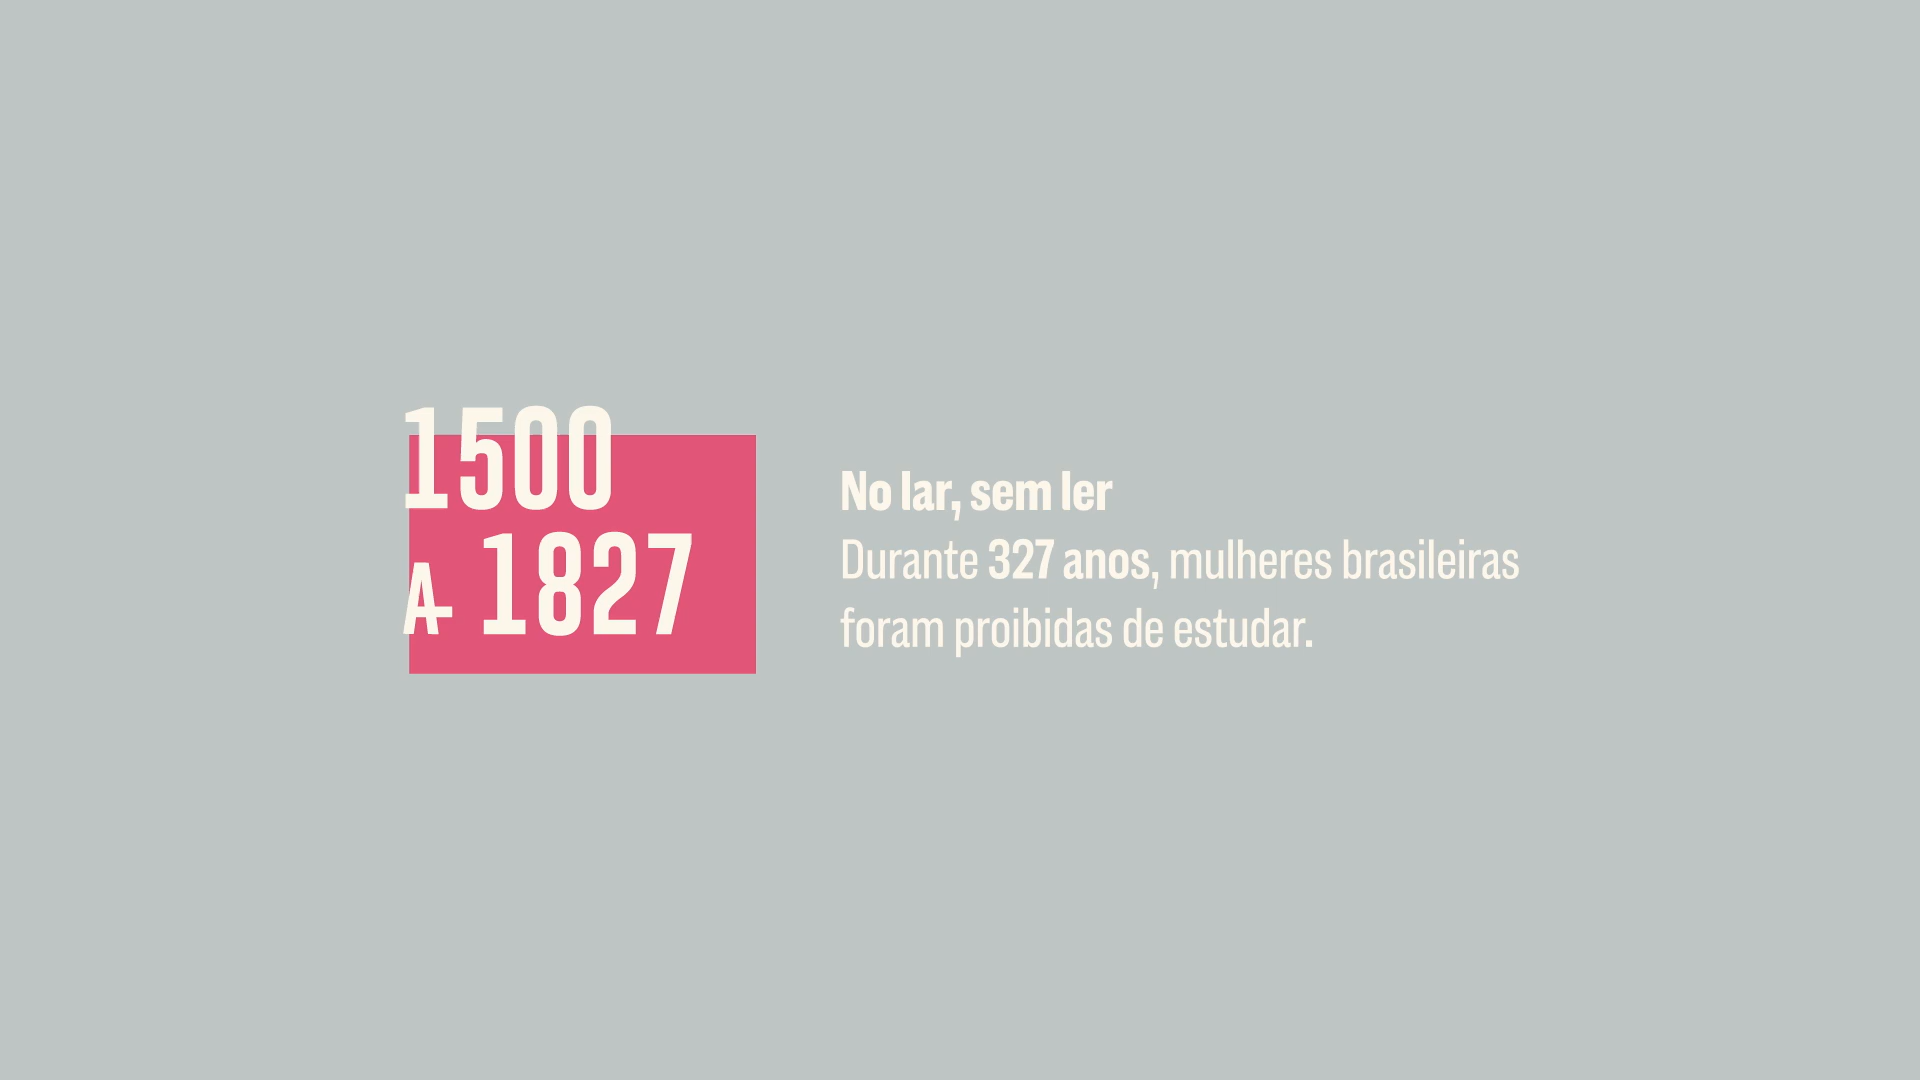 1500
A 1827
No lar, sem ler
Durante 327 anos, mulheres brasileiras
foram proibidas de estudar.